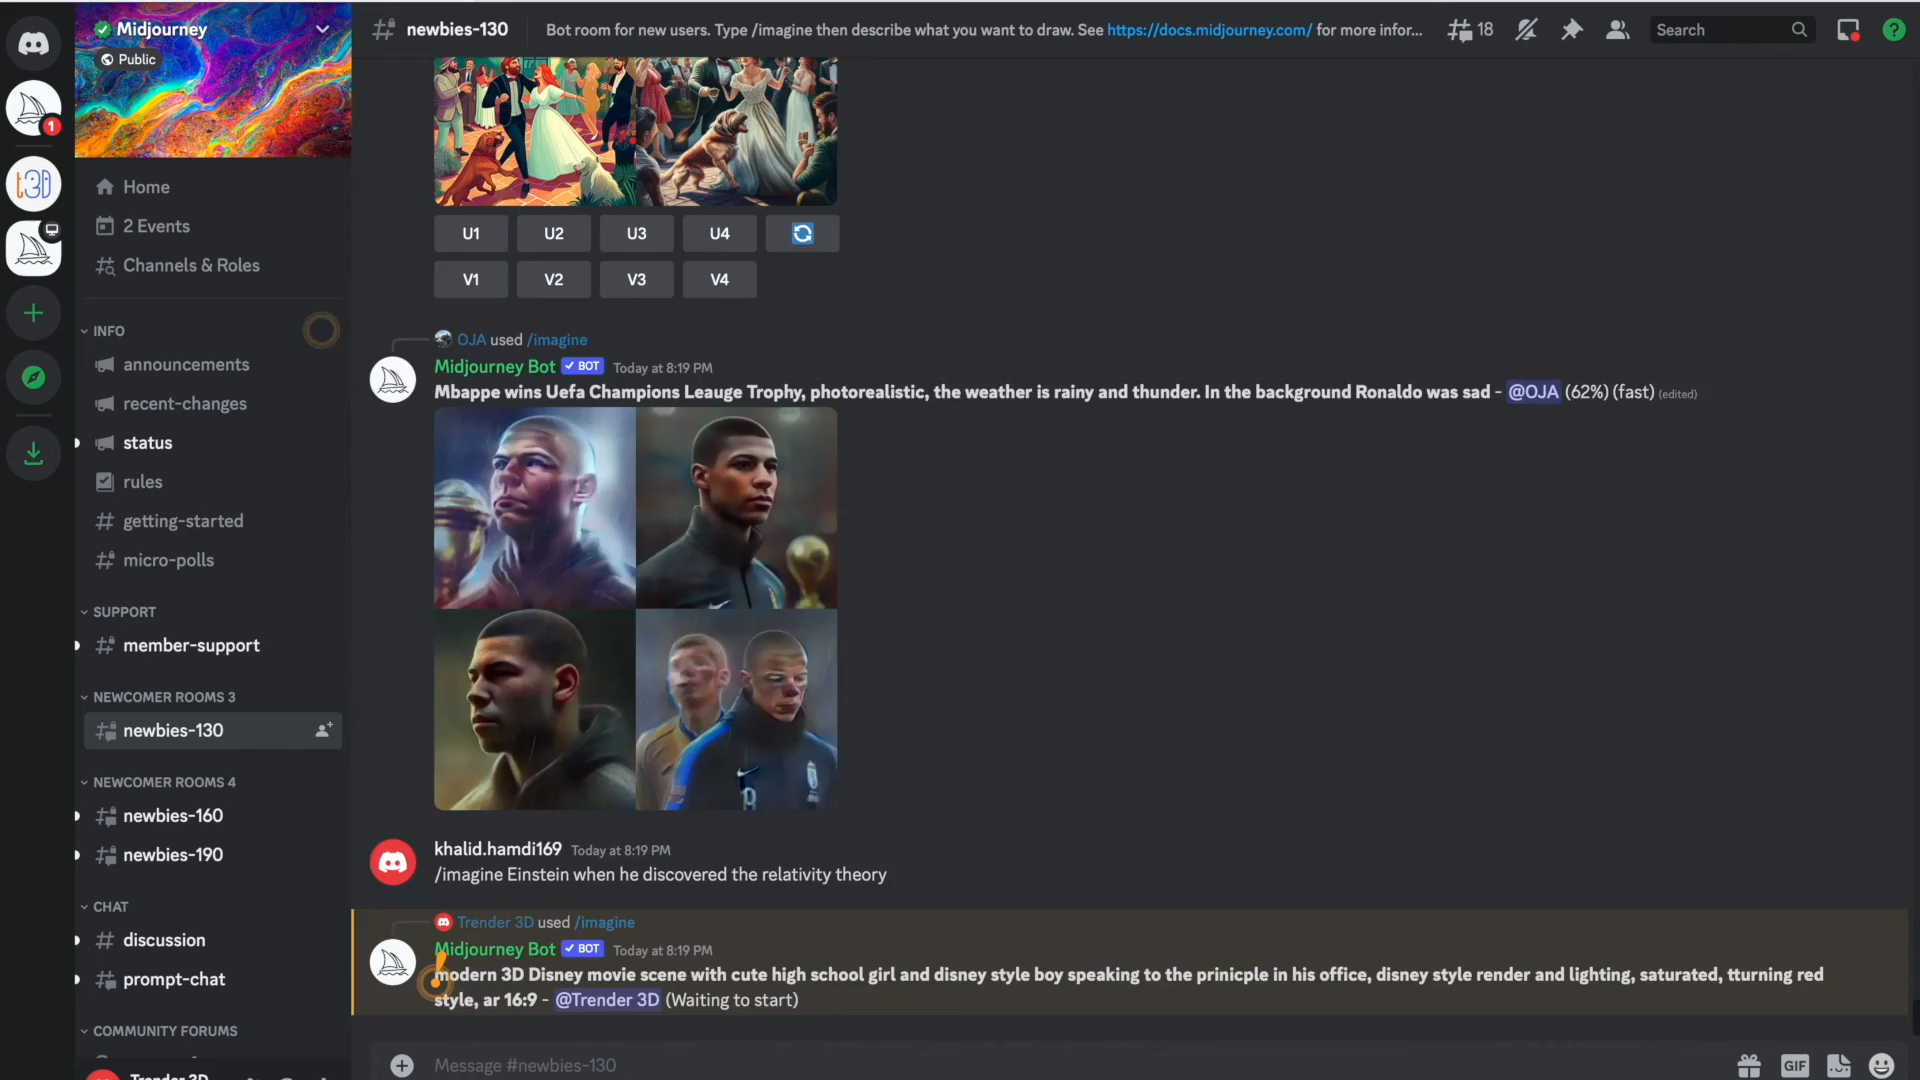 Midjourney
Public
newbies-130
Bot room for new users. Type /imagine then describe what you want to draw. See https://docs.midjourney.com/ for more infor...
18
Search
1
t3D
Home
2 Events
Channels & Roles
INFO
announcements
recent-changes
status
rules
getting-started
micro-polls
SUPPORT
member-support
NEWCOMER ROOMS 3
newbies-130
NEWCOMER ROOMS 4
newbies-160
newbies-190
CHAT
discussion
prompt-chat
COMMUNITY FORUMS
Trender 3D
U1 U2 U3 U4
V1 V2 V3 V4
OJA used /imagine
Midjourney Bot ✓ BOT Today at 8:19 PM
Mbappe wins Uefa Champions Leauge Trophy, photorealistic, the weather is rainy and thunder. In the background Ronaldo was sad - @OJA (62%) (fast) (edited)
khalid.hamdi169 Today at 8:19 PM
/imagine Einstein when he discovered the relativity theory
Trender 3D used /imagine
Midjourney Bot ✓ BOT Today at 8:19 PM
modern 3D Disney movie scene with cute high school girl and disney style boy speaking to the prinicple in his office, disney style render and lighting, saturated, tturning red
style, ar 16:9 - @Trender 3D (Waiting to start)
Message #newbies-130
GIF